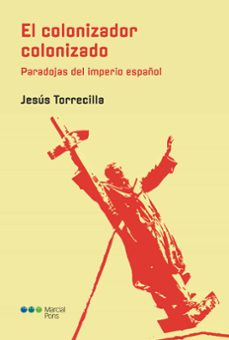 El colonizador
colonizado
Paradojas del imperio español
Jesús Torrecilla
Marcial
Pons